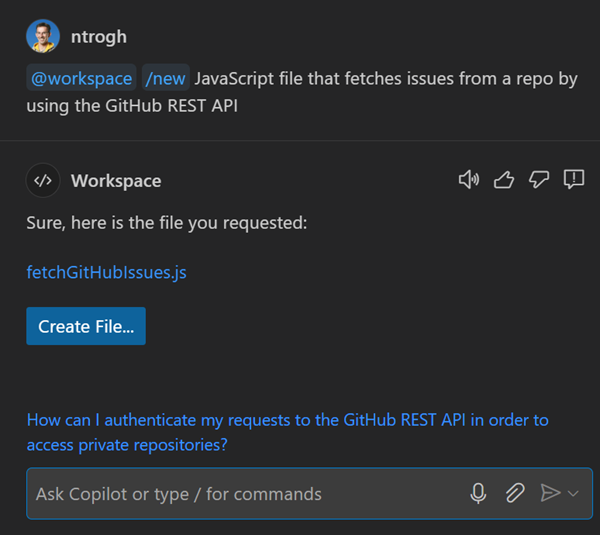 ntrogh
@workspace /new JavaScript file that fetches issues from a repo by
using the GitHub REST API
Workspace
Sure, here is the file you requested:
fetchGitHubIssues.js
Create File...
How can I authenticate my requests to the GitHub REST API in order to
access private repositories?
Ask Copilot or type / for commands